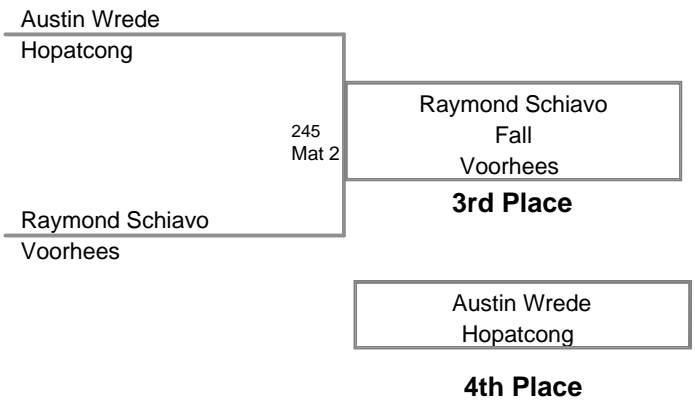 Austin Wrede
Hopatcong
245
Mat 2
Raymond Schiavo
Voorhees
Raymond Schiavo
Fall
Voorhees
3rd Place
Austin Wrede
Hopatcong
4th Place